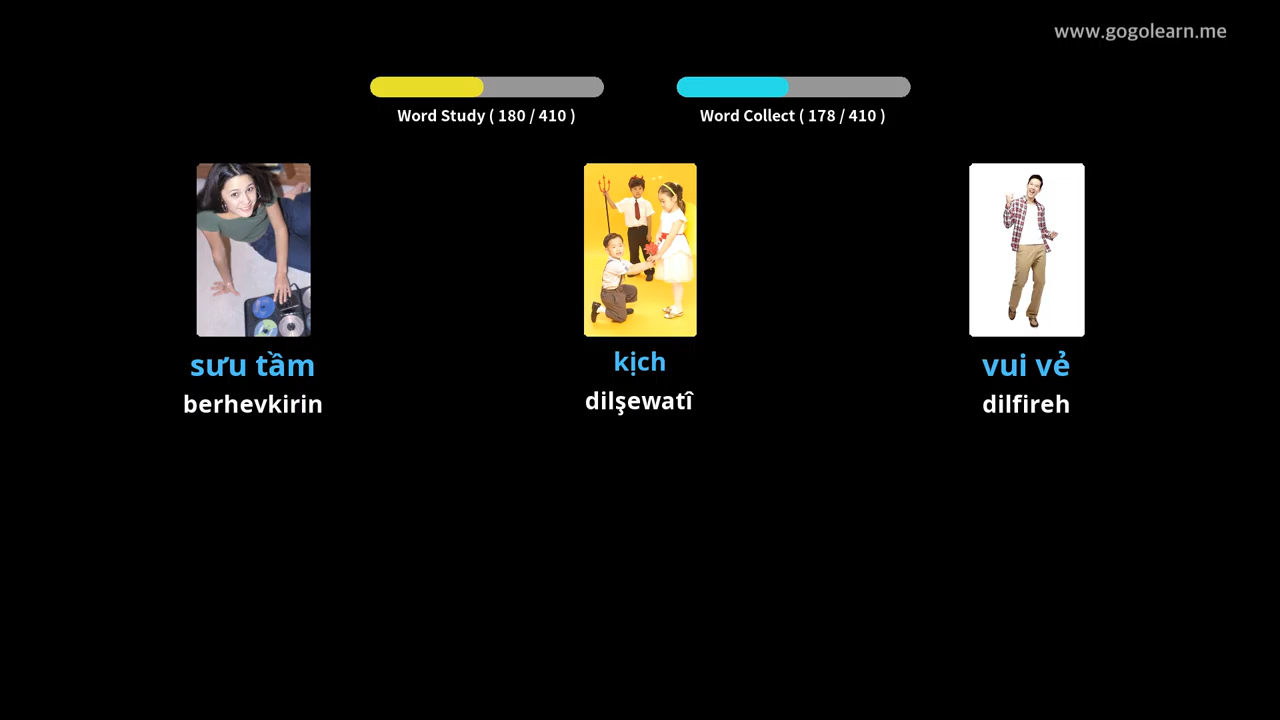 www.gogolearn.me
Word Study ( 180 / 410 )
Word Collect ( 178 / 410 )
sưu tầm
kịch
vui vẻ
berhevkirin
dilşewatî
dilfireh